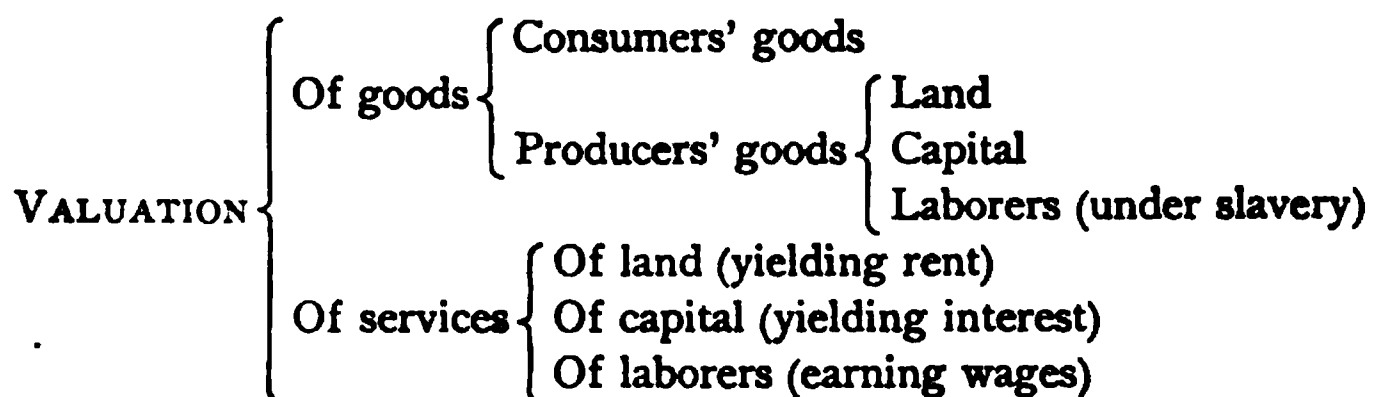 Consumers' goods
Of goods
Land
Producers' goods
Capital
Laborers (under slavery)
VALUATION
Of land (yielding rent)
Of services
Of capital (yielding interest)
Of laborers (earning wages)